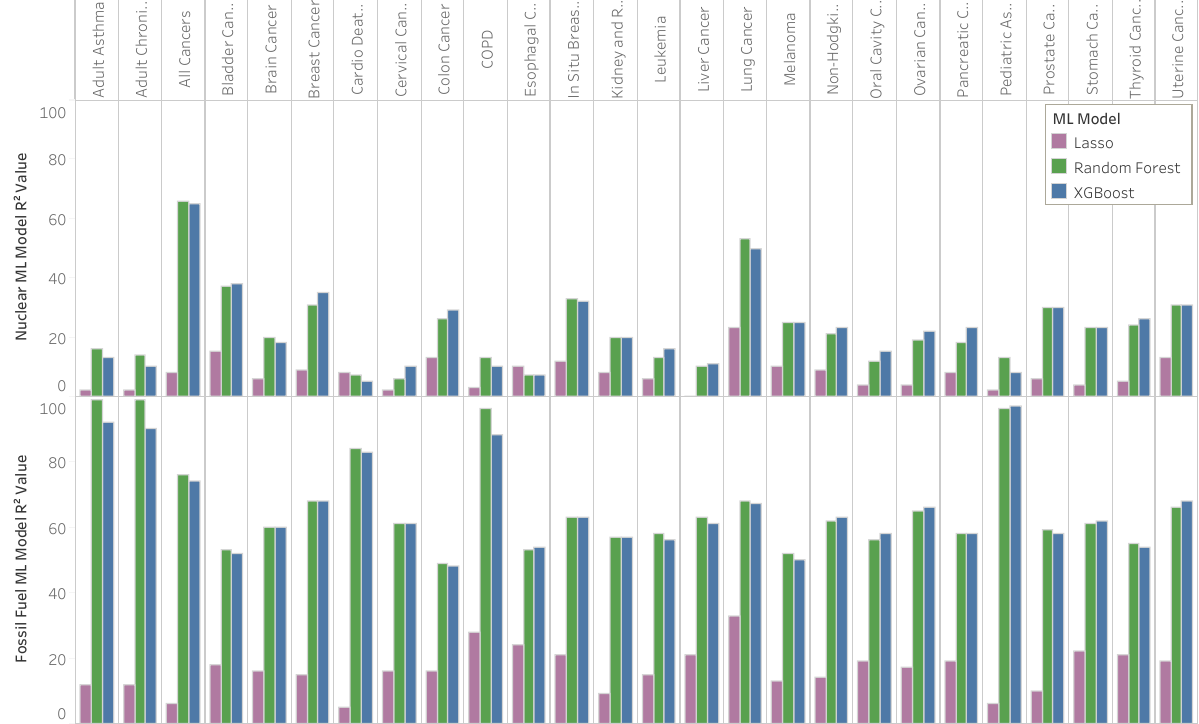 Adult Asthma
Adult Chroni..
All Cancers
Bladder Can..
Brain Cancer
Breast Cancer
Cardio Deat..
Cervical Can..
Colon Cancer
COPD
Esophagal C..
In Situ Breas..
Kidney and R..
Leukemia
Liver Cancer
Lung Cancer
Melanoma
Non-Hodgki..
Oral Cavity C..
Ovarian Can..
Pancreatic C..
Pediatric As..
Prostate Ca..
Stomach Ca..
Thyroid Canc..
Uterine Canc..
Nuclear ML Model R² Value
100
80
60
40
20
0
ML Model
Lasso
Random Forest
XGBoost
Fossil Fuel ML Model R² Value
100
80
60
40
20
0